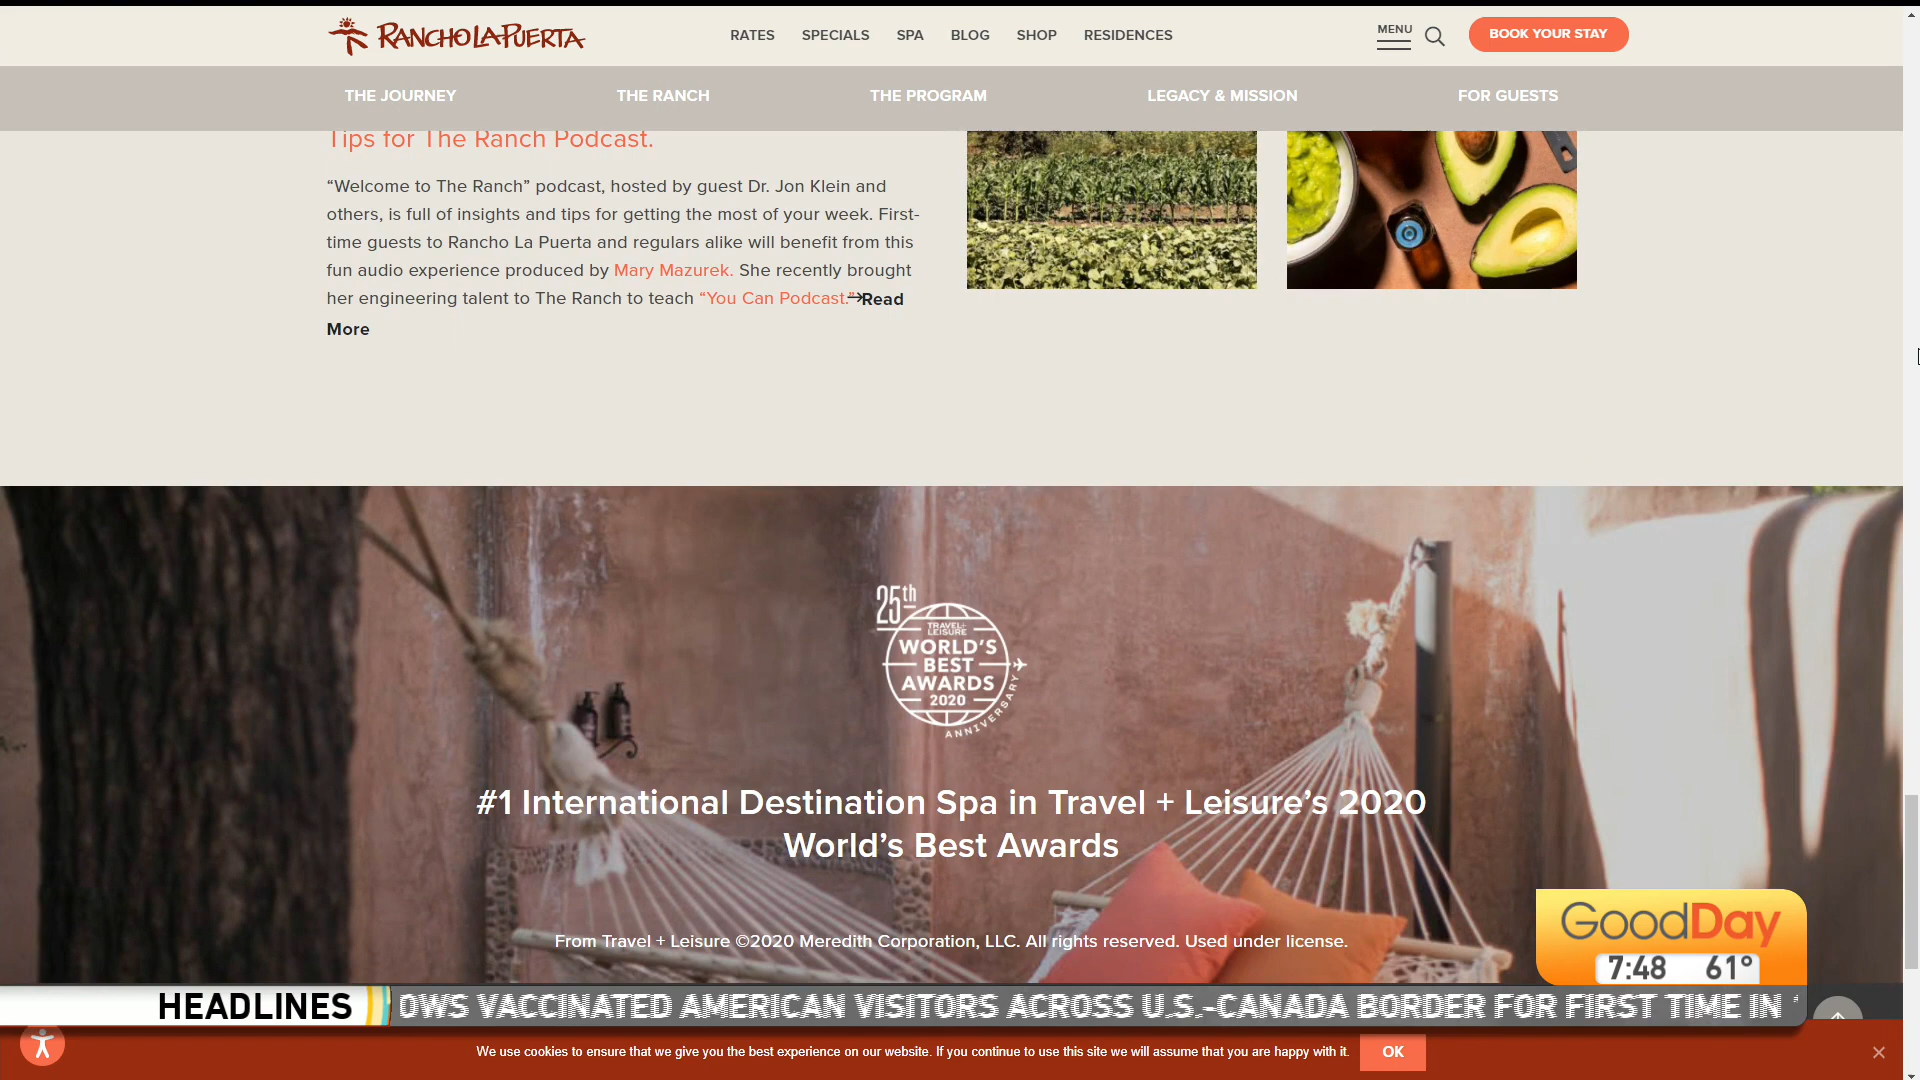 RANCHO LA PUERTA
RATES SPECIALS SPA BLOG SHOP RESIDENCES
MENU
BOOK YOUR STAY
THE JOURNEY THE RANCH THE PROGRAM LEGACY & MISSION FOR GUESTS
Tips for The Ranch Podcast.
“Welcome to The Ranch” podcast, hosted by guest Dr. Jon Klein and
others, is full of insights and tips for getting the most of your week. First-
time guests to Rancho La Puerta and regulars alike will benefit from this
fun audio experience produced by Mary Mazurek. She recently brought
her engineering talent to The Ranch to teach “You Can Podcast.” Read
More
25th
TRAVEL+
LEISURE
WORLD'S
BEST
AWARDS
2020
ANNIVERSARY
#1 International Destination Spa in Travel + Leisure’s 2020
World’s Best Awards
From Travel + Leisure ©2020 Meredith Corporation, LLC. All rights reserved. Used under license.
GoodDay
7:48 61°
HEADLINES OWS VACCINATED AMERICAN VISITORS ACROSS U.S.-CANADA BORDER FOR FIRST TIME IN
We use cookies to ensure that we give you the best experience on our website. If you continue to use this site we will assume that you are happy with it. OK